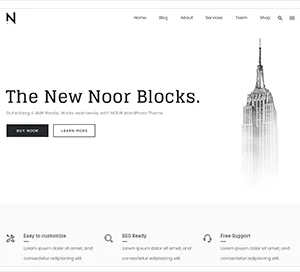 N
Home Blog About Services Team Shop
The New Noor Blocks.
Gutenberg & AMP Ready, Works seamlessly with NOOR WordPress Theme
BUY NOOR LEARN MORE
Easy to customize SEO Ready Free Support
Lorem ipsum dolor sit amet, and Lorem ipsum dolor sit amet, and Lorem ipsum dolor sit amet, and
consectetur adipiscing elit. consectetur adipiscing elit. consectetur adipiscing elit.